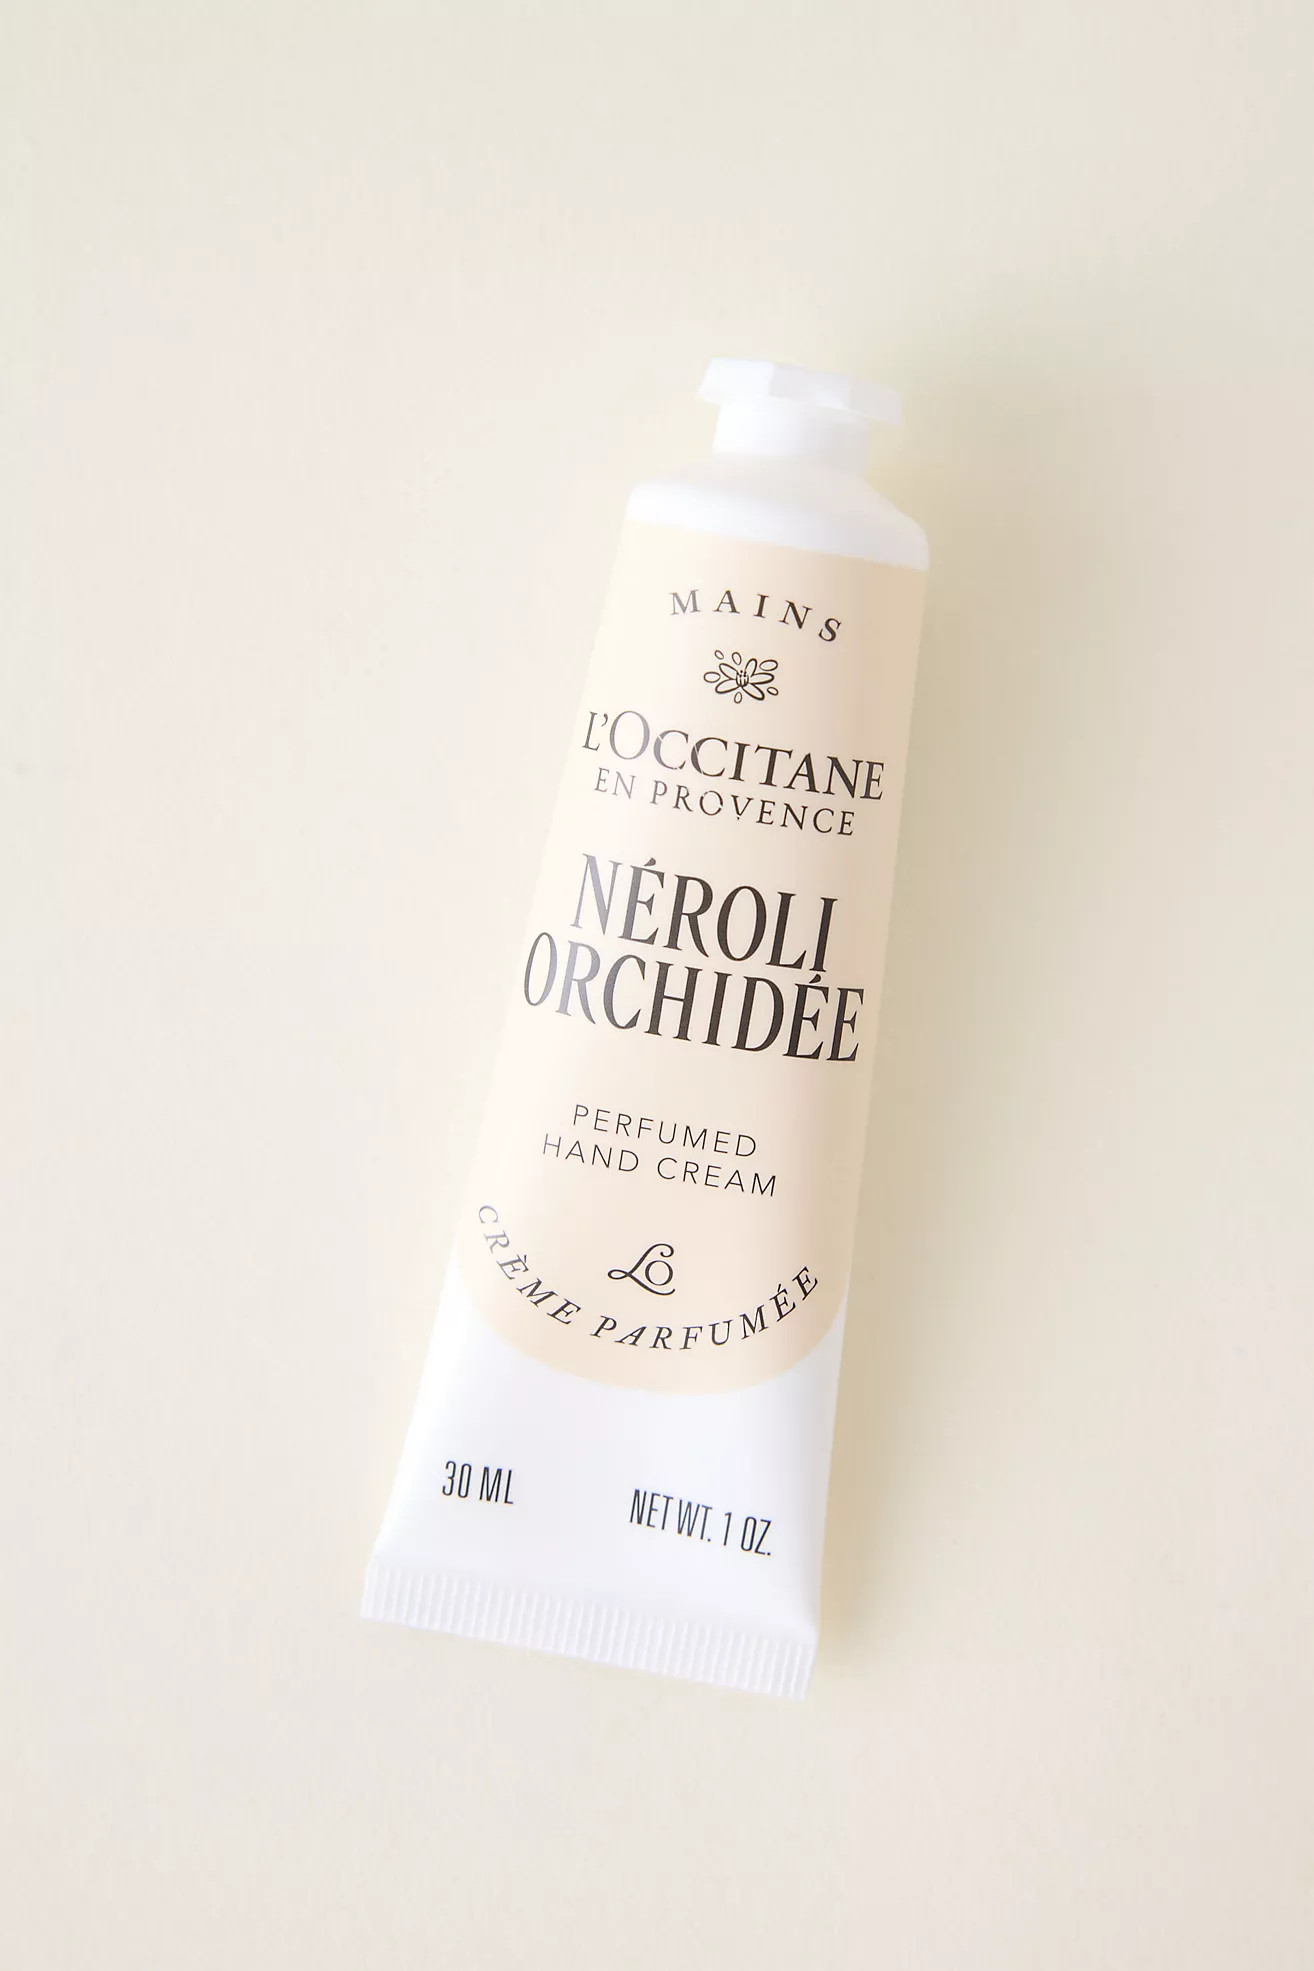 MAINS
L'OCCITANE
EN PROVENCE
NÉROLI
ORCHIDÉE
PERFUMED
HAND CREAM
LO
CRÈME PARFUMÉE
30 ML
NET WT. 1 OZ.